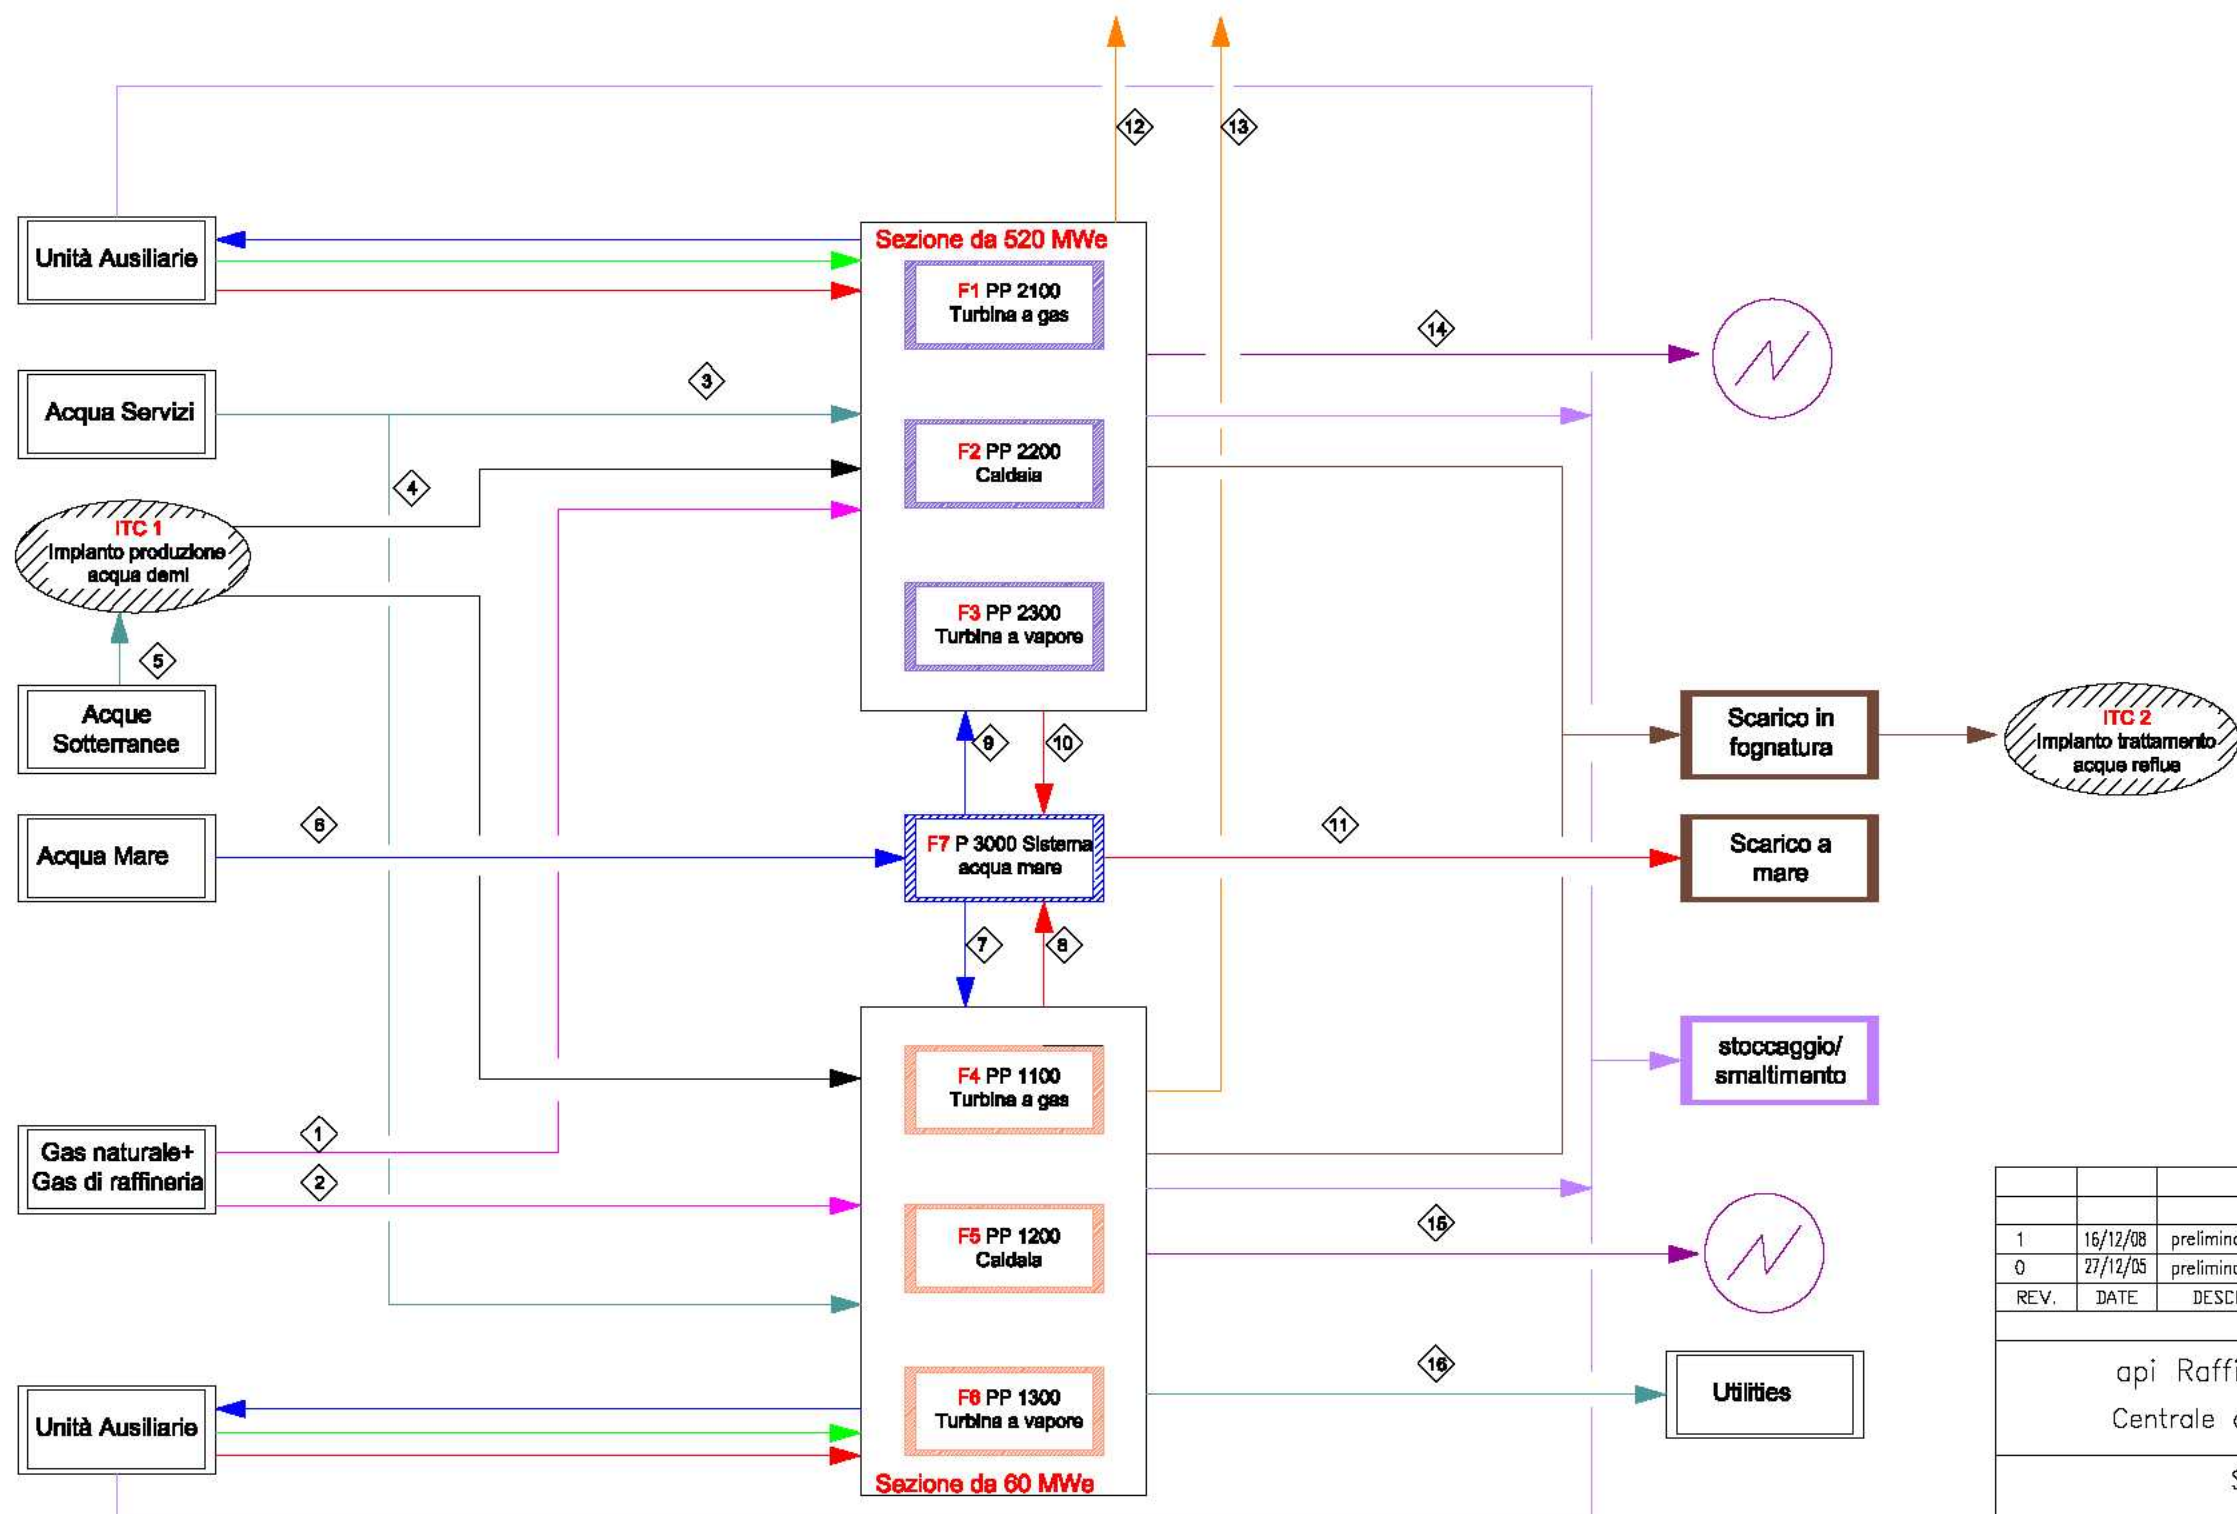 12
13
Unità Ausiliarie
Sezione da 520 MWe
F1 PP 2100
Turbina a gas
14
3
Acqua Servizi
F2 PP 2200
Caldaia
4
ITC 1
Impianto produzione
acqua demi
F3 PP 2300
Turbina a vapore
5
Acque
Sotterranee
9
10
Scarico in
fognatura
ITC 2
Impianto trattamento
acque reflue
6
11
Acqua Mare
F7 P 3000 Sistema
acqua mare
Scarico a
mare
7
8
F4 PP 1100
Turbina a gas
stoccaggio/
smaltimento
1
Gas naturale+
Gas di raffineria
2
F5 PP 1200
Caldaia
15
16
Utilities
Unità Ausiliarie
F6 PP 1300
Turbina a vapore
Sezione da 60 MWe
1 16/12/08
0 27/12/05
REV. DATE
api
Centrale